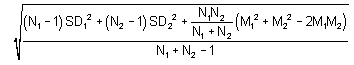 √((N₁ − 1) SD₁² + (N₂ − 1) SD₂² + N₁N₂ / (N₁ + N₂) (M₁² + M₂² − 2M₁M₂)) / (N₁ + N₂ − 1)